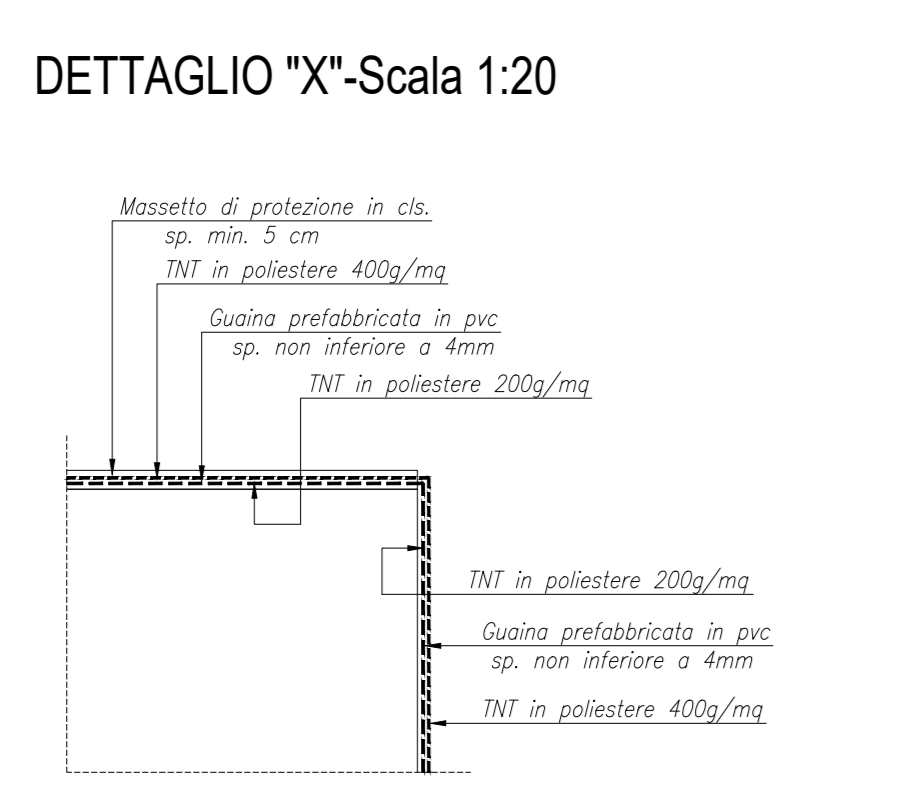 DETTAGLIO "X"-Scala 1:20
Massetto di protezione in cls.
sp. min. 5 cm
TNT in poliestere 400g/mq
Guaina prefabbricata in pvc
sp. non inferiore a 4mm
TNT in poliestere 200g/mq
TNT in poliestere 200g/mq
Guaina prefabbricata in pvc
sp. non inferiore a 4mm
TNT in poliestere 400g/mq